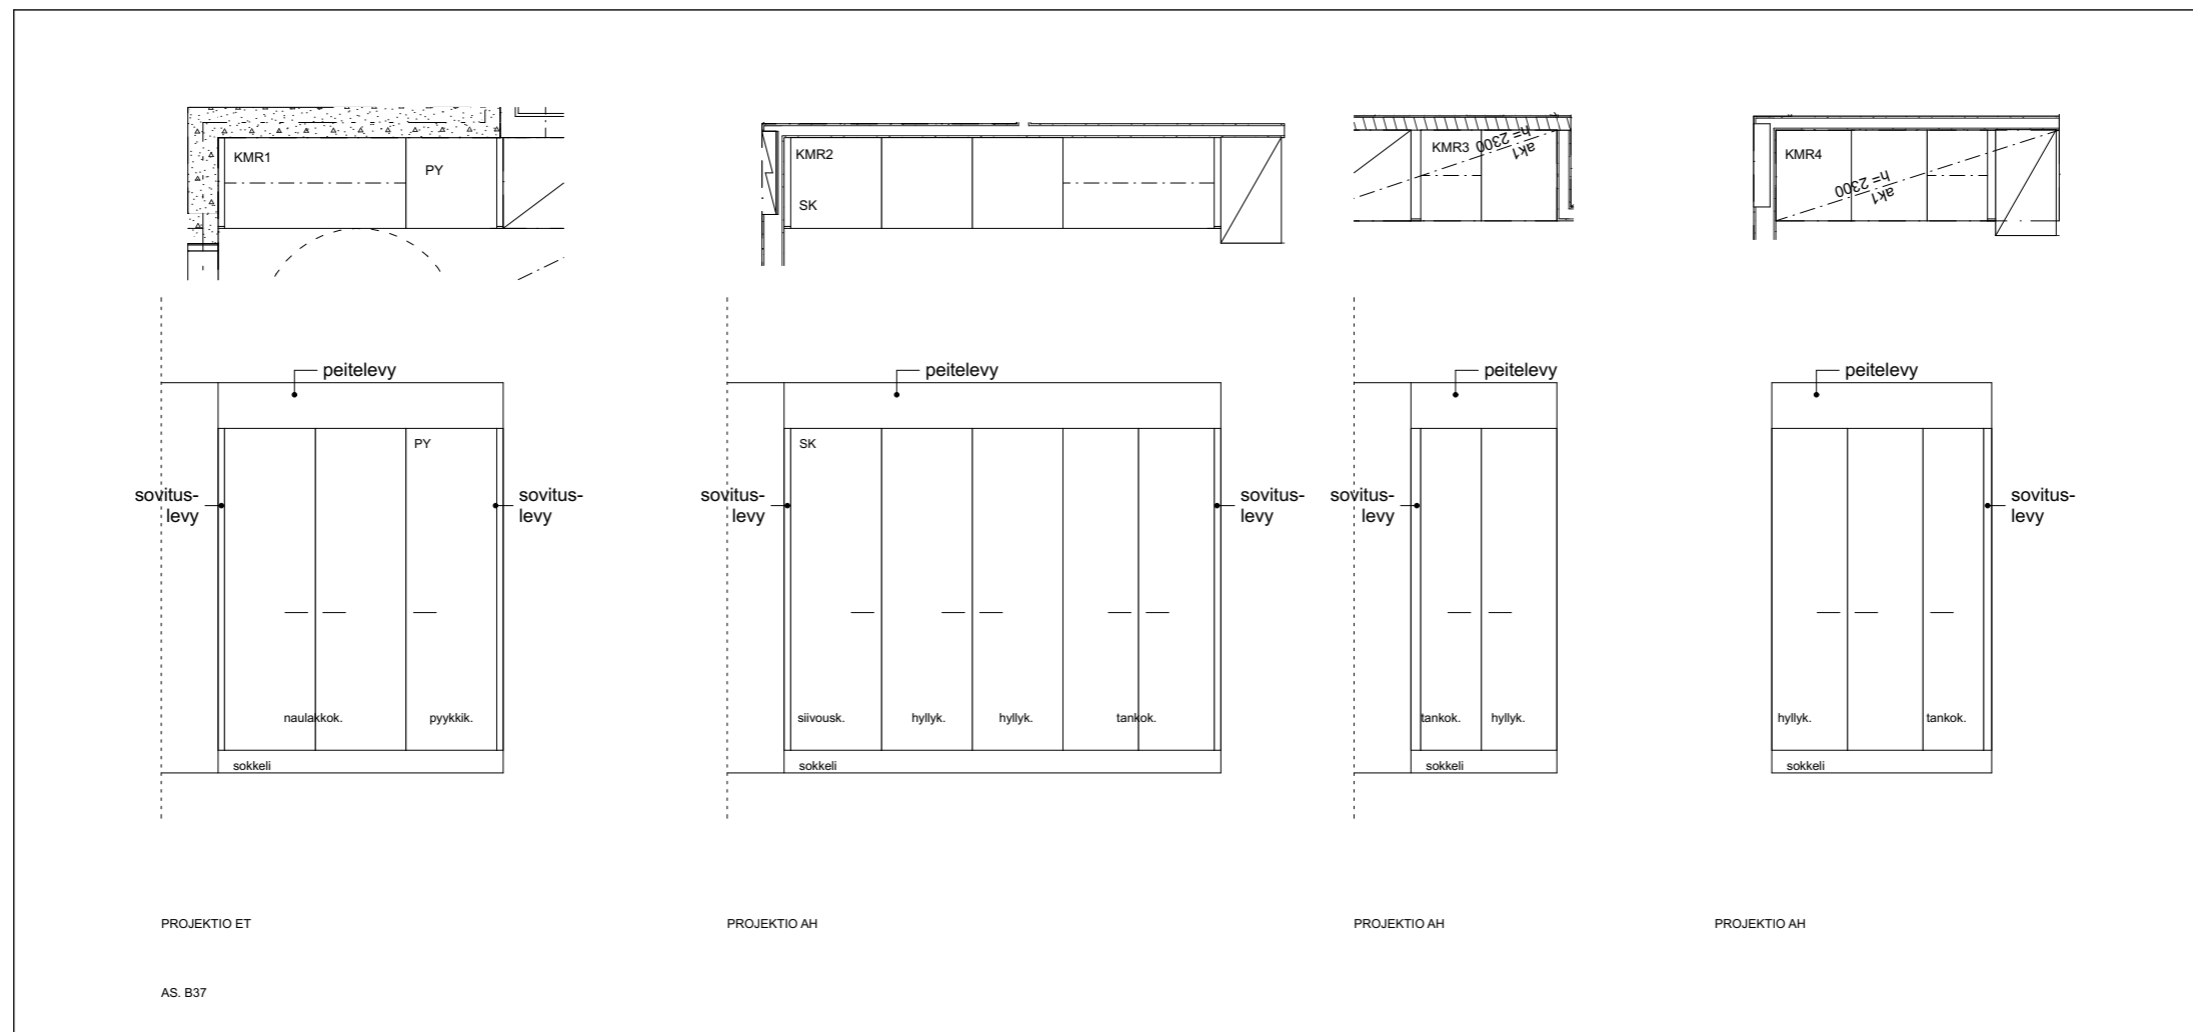 KMR1
PY
KMR2
SK
KMR3
ak1
h= 2300
KMR4
ak1
h= 2300
peitelevy
peitelevy
peitelevy
peitelevy
PY
SK
sovitus-
levy
sovitus-
levy
sovitus-
levy
sovitus-
levy
sovitus-
levy
sovitus-
levy
naulakkok.
pyykkik.
siivousk.
hyllyk.
hyllyk.
tankok.
tankok.
hyllyk.
hyllyk.
tankok.
sokkeli
sokkeli
sokkeli
sokkeli
PROJEKTIO ET
PROJEKTIO AH
PROJEKTIO AH
PROJEKTIO AH
AS. B37